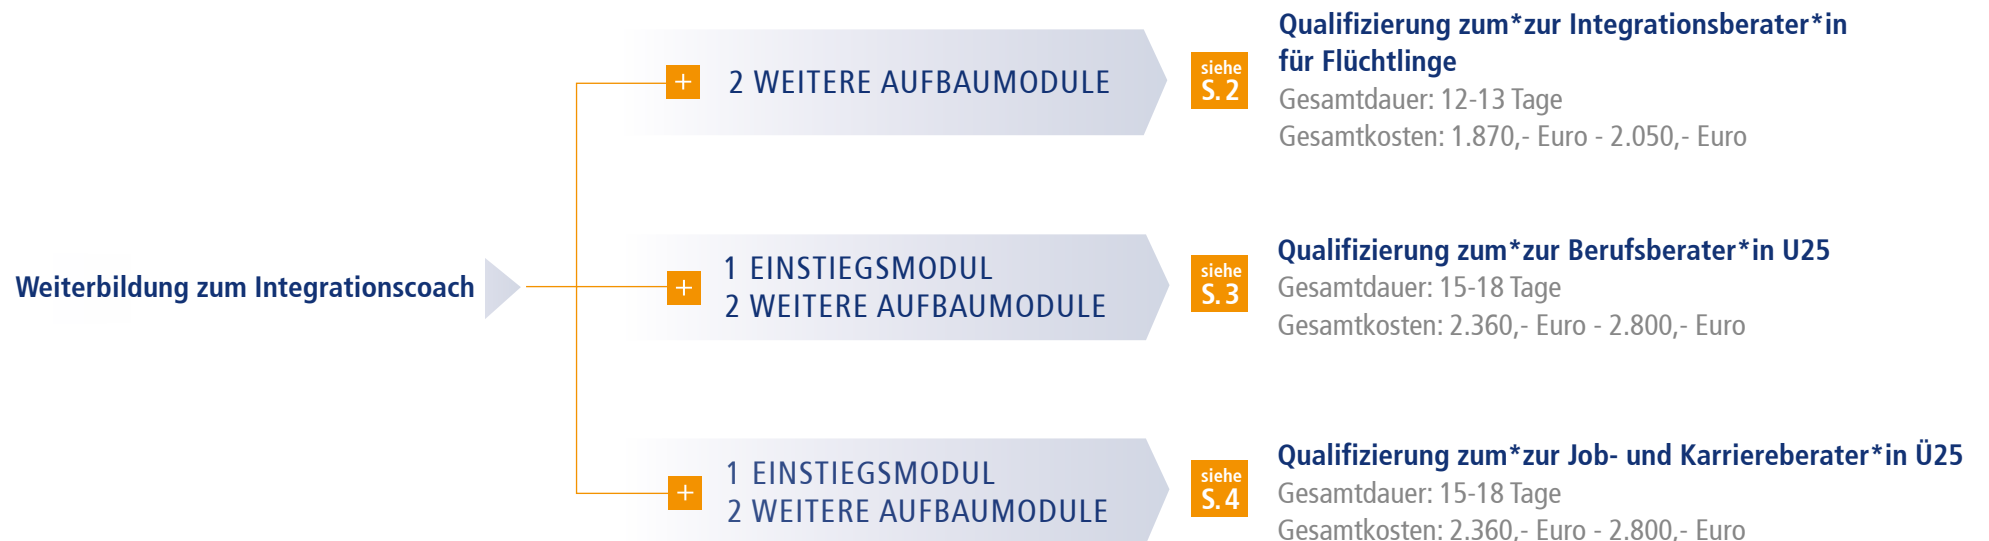 Weiterbildung zum Integrationscoach
+
2 WEITERE AUFBAUMODULE
siehe
S. 2
Qualifizierung zum*zur Integrationsberater*in
für Flüchtlinge
Gesamtdauer: 12-13 Tage
Gesamtkosten: 1.870,- Euro - 2.050,- Euro
+
1 EINSTIEGSMODUL
2 WEITERE AUFBAUMODULE
siehe
S. 3
Qualifizierung zum*zur Berufsberater*in U25
Gesamtdauer: 15-18 Tage
Gesamtkosten: 2.360,- Euro - 2.800,- Euro
+
1 EINSTIEGSMODUL
2 WEITERE AUFBAUMODULE
siehe
S. 4
Qualifizierung zum*zur Job- und Karriereberater*in Ü25
Gesamtdauer: 15-18 Tage
Gesamtkosten: 2.360,- Euro - 2.800,- Euro